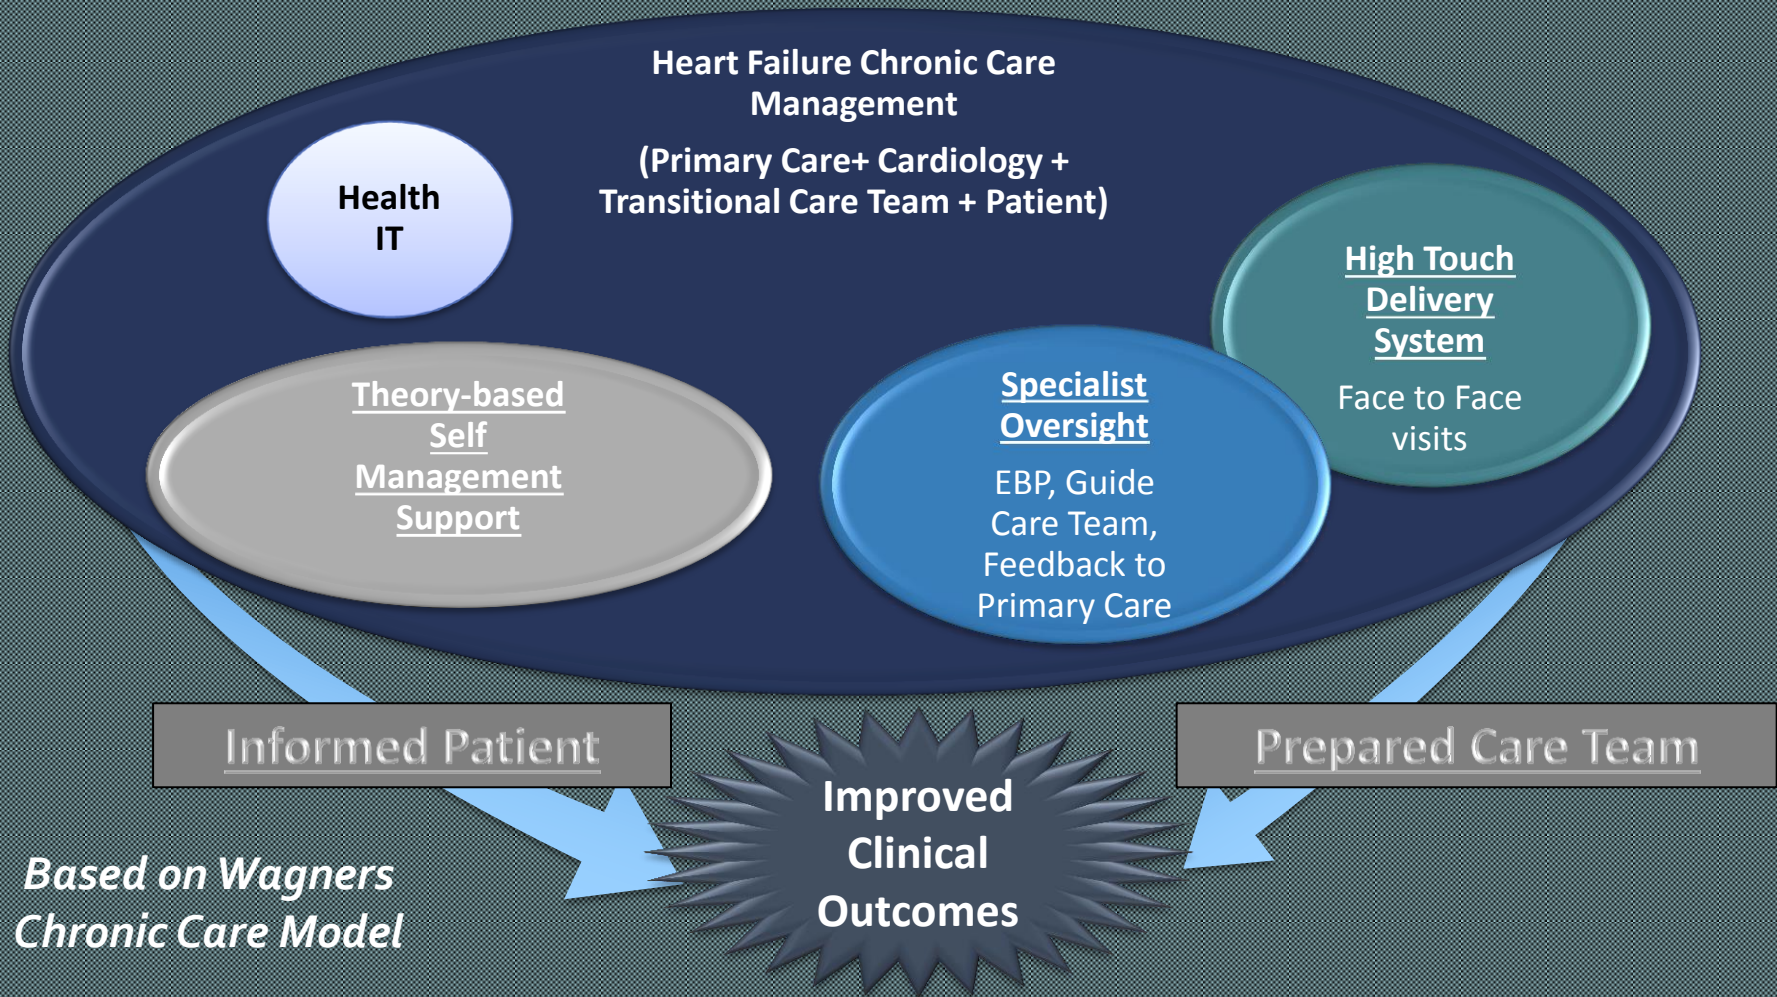 Heart Failure Chronic Care
Management
(Primary Care+ Cardiology +
Transitional Care Team + Patient)
Health
IT
High Touch
Delivery
System
Face to Face
visits
Theory-based
Self
Management
Support
Specialist
Oversight
EBP, Guide
Care Team,
Feedback to
Primary Care
Informed Patient
Prepared Care Team
Improved
Clinical
Outcomes
Based on Wagners
Chronic Care Model